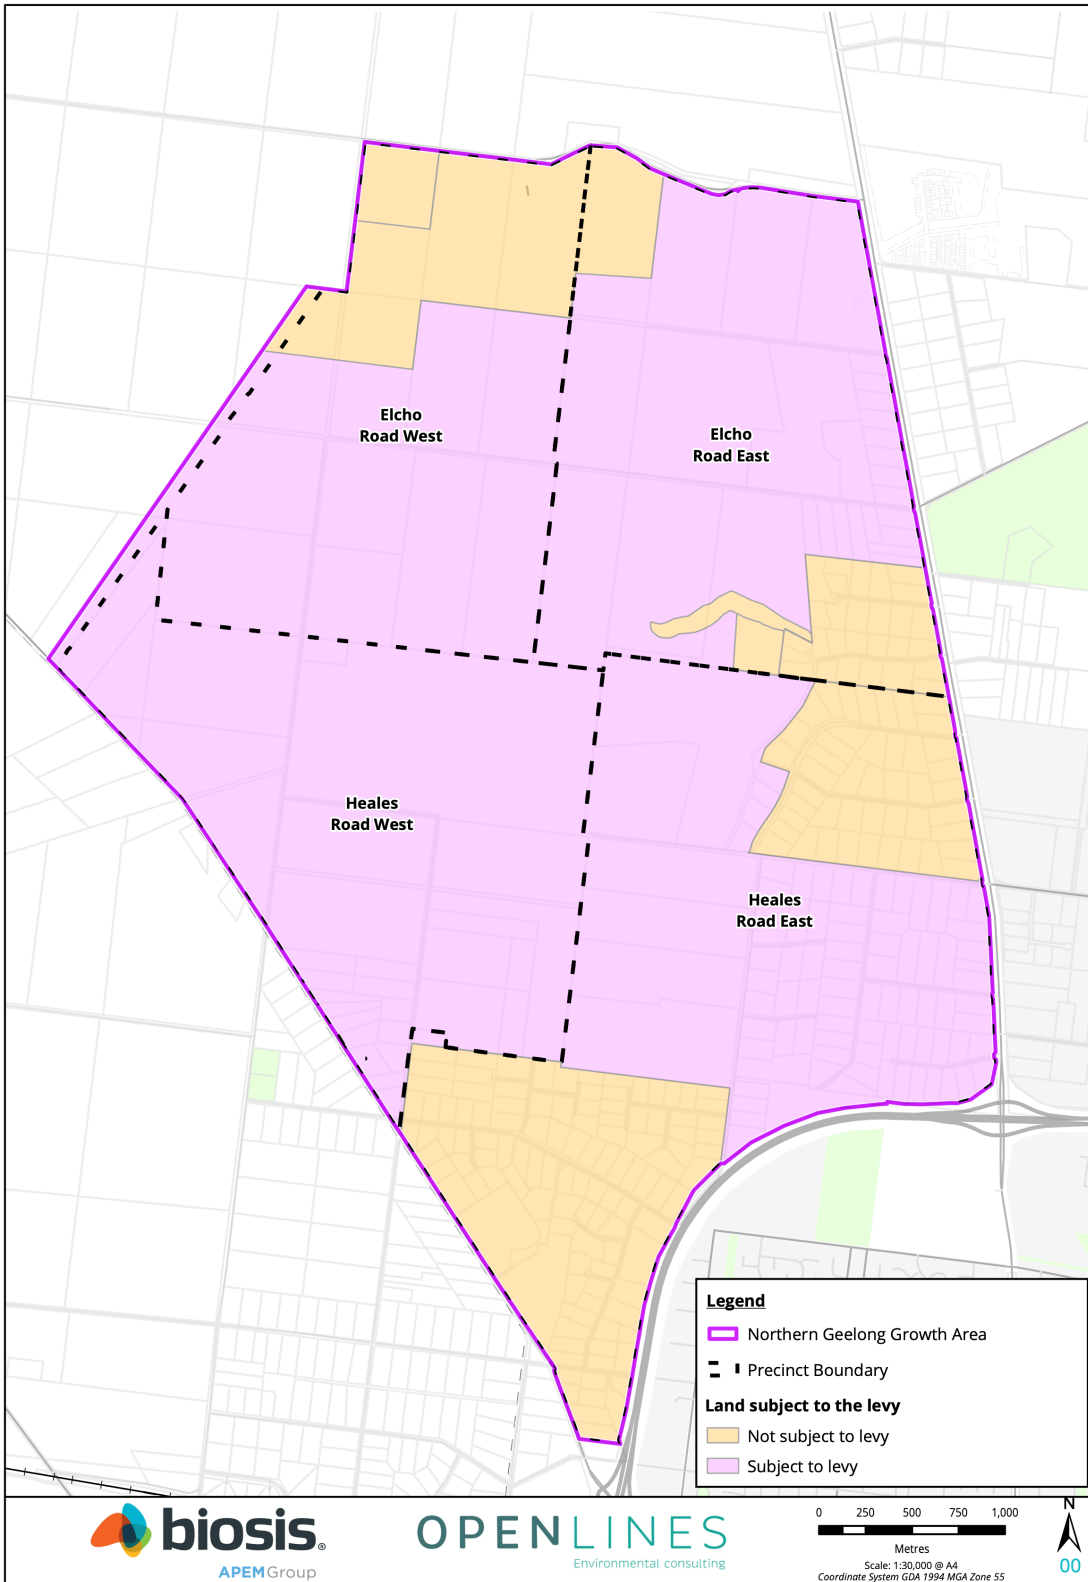 Elcho
Road West
Elcho
Road East
Heales
Road West
Heales
Road East
Legend
Northern Geelong Growth Area
Precinct Boundary
Land subject to the levy
Not subject to levy
Subject to levy
biosis®
APEMGroup
OPENLINES
Environmental consulting
0 250 500 750 1,000
Metres
Scale: 1:30,000 @ A4
Coordinate System GDA 1994 MGA Zone 55
N
00